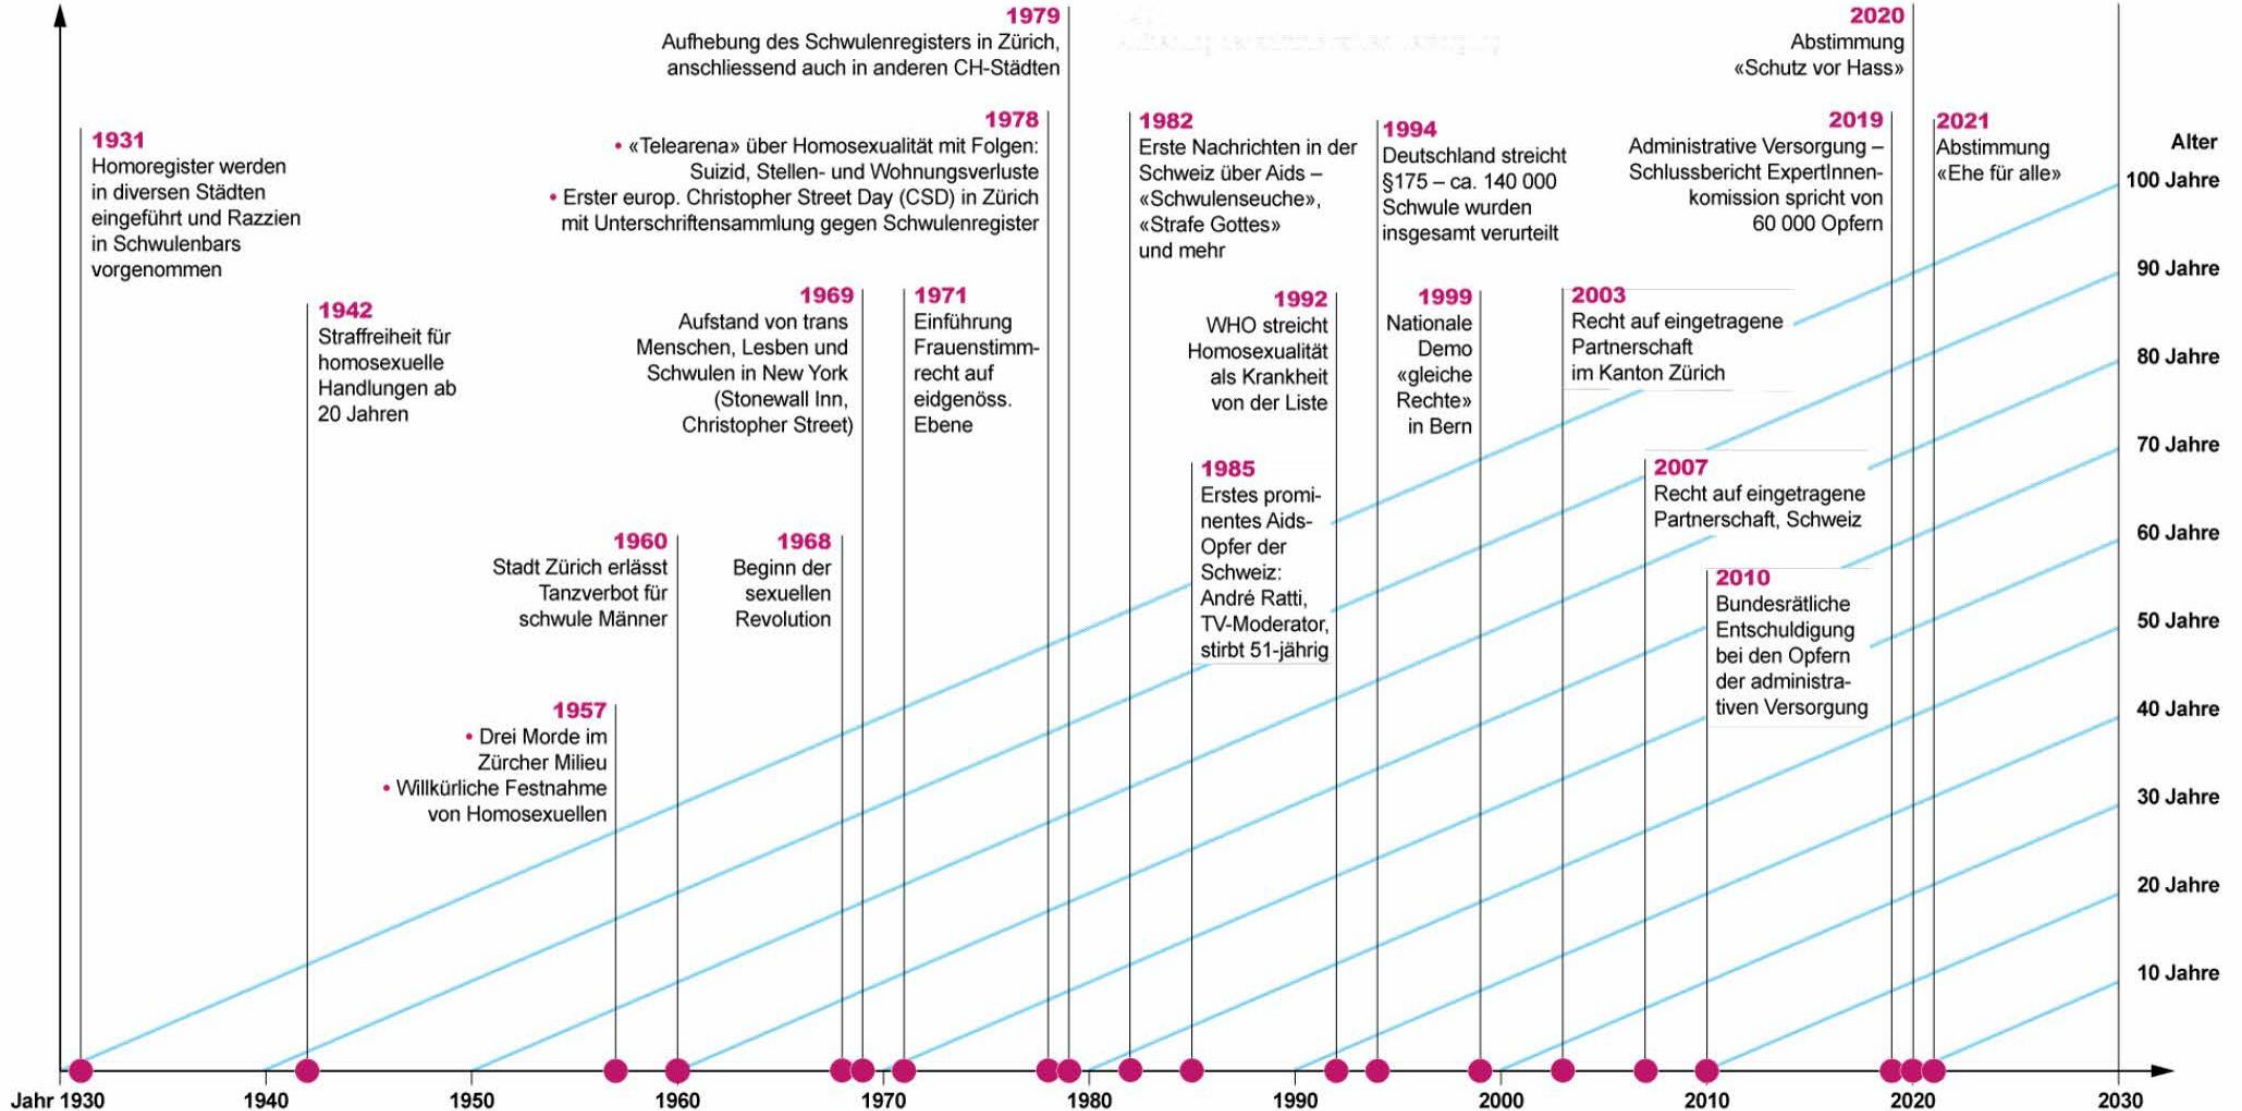 1931
Homoregister werden
in diversen Städten
eingeführt und Razzien
in Schwulenbars
vorgenommen
1942
Straffreiheit für
homosexuelle
Handlungen ab
20 Jahren
1957
• Drei Morde im
Zürcher Milieu
• Willkürliche Festnahme
von Homosexuellen
1960
Stadt Zürich erlässt
Tanzverbot für
schwule Männer
1968
Beginn der
sexuellen
Revolution
1969
Aufstand von trans
Menschen, Lesben und
Schwulen in New York
(Stonewall Inn,
Christopher Street)
1971
Einführung
Frauenstimm-
recht auf
eidgenöss.
Ebene
1978
• «Telearena» über Homosexualität mit Folgen:
Suizid, Stellen- und Wohnungsverluste
• Erster europ. Christopher Street Day (CSD) in Zürich
mit Unterschriftensammlung gegen Schwulenregister
1979
Aufhebung des Schwulenregisters in Zürich,
anschliessend auch in anderen CH-Städten
1982
Erste Nachrichten in der
Schweiz über Aids –
«Schwulenseuche»,
«Strafe Gottes»
und mehr
1985
Erstes promi-
nentes Aids-
Opfer der
Schweiz:
André Ratti,
TV-Moderator,
stirbt 51-jährig
1992
WHO streicht
Homosexualität
als Krankheit
von der Liste
1994
Deutschland streicht
§175 – ca. 140 000
Schwule wurden
insgesamt verurteilt
1999
Nationale
Demo
«gleiche
Rechte»
in Bern
2003
Recht auf eingetragene
Partnerschaft
im Kanton Zürich
2007
Recht auf eingetragene
Partnerschaft, Schweiz
2010
Bundesrätliche
Entschuldigung
bei den Opfern
der administra-
tiven Versorgung
2019
Administrative Versorgung –
Schlussbericht ExpertInnen-
komission spricht von
60 000 Opfern
2020
Abstimmung
«Schutz vor Hass»
2021
Abstimmung
«Ehe für alle»
Alter
100 Jahre
90 Jahre
80 Jahre
70 Jahre
60 Jahre
50 Jahre
40 Jahre
30 Jahre
20 Jahre
10 Jahre
Jahr 1930
1940
1950
1960
1970
1980
1990
2000
2010
2020
2030